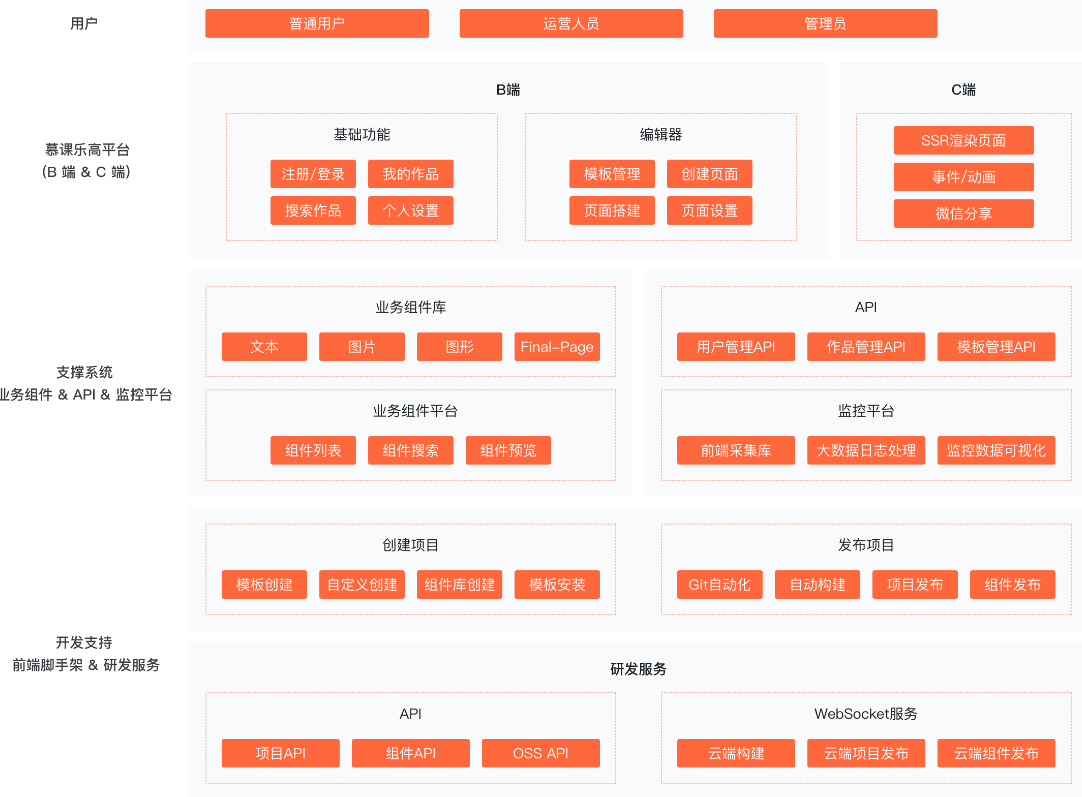 用户
普通用户
运营人员
管理员
慕课乐高平台
(B 端 & C 端)
B端
基础功能
注册/登录
我的作品
搜索作品
个人设置
编辑器
模板管理
创建页面
页面搭建
页面设置
C端
SSR渲染页面
事件/动画
微信分享
支撑系统
业务组件 & API & 监控平台
业务组件库
文本
图片
图形
Final-Page
API
用户管理API
作品管理API
模板管理API
业务组件平台
组件列表
组件搜索
组件预览
监控平台
前端采集库
大数据日志处理
监控数据可视化
开发支持
前端脚手架 & 研发服务
创建项目
模板创建
自定义创建
组件库创建
模板安装
发布项目
Git自动化
自动构建
项目发布
组件发布
研发服务
API
项目API
组件API
OSS API
WebSocket服务
云端构建
云端项目发布
云端组件发布